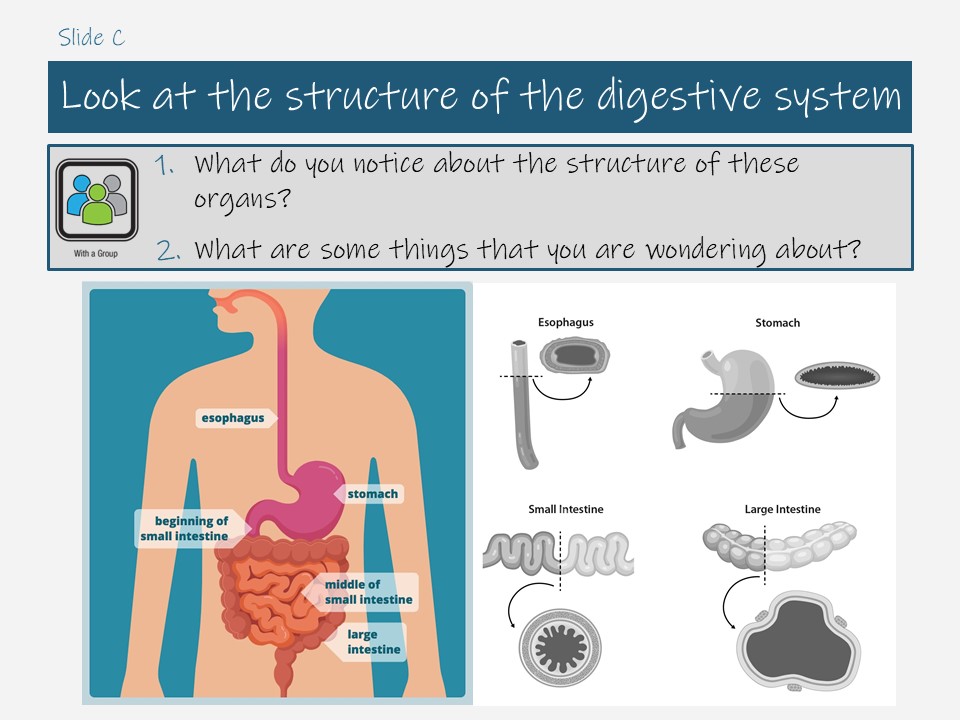 Slide C
Look at the structure of the digestive system
1. What do you notice about the structure of these
organs?
2. What are some things that you are wondering about?
With a Group
esophagus
stomach
beginning of
small intestine
middle of
small intestine
large
intestine
Esophagus
Stomach
Small Intestine
Large Intestine